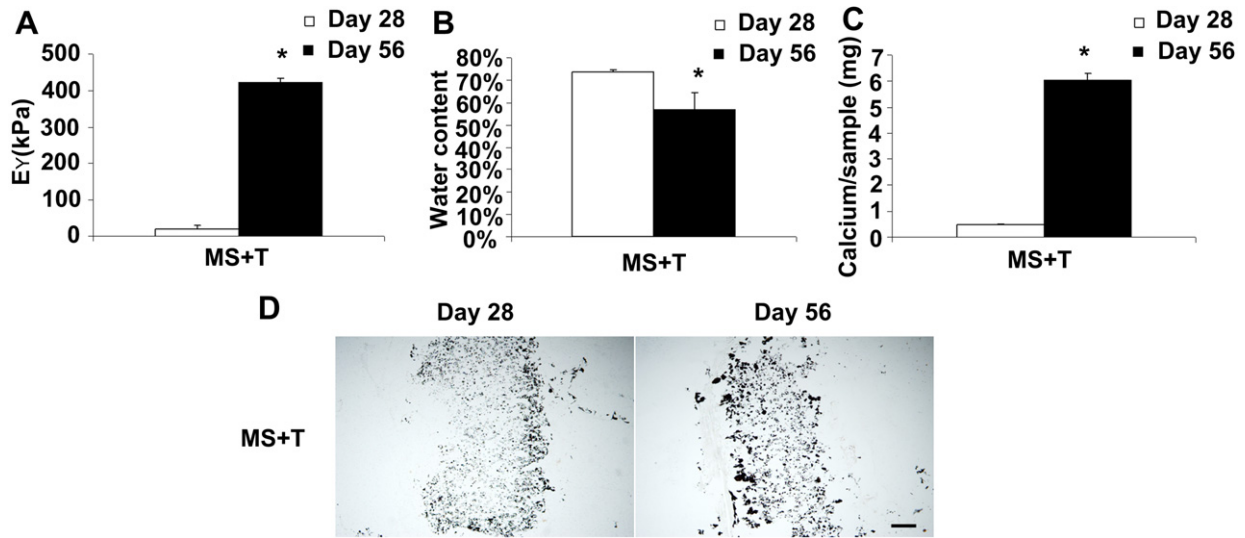 A
Day 28
Day 56
*
500
400
300
200
100
0
EY(kPa)
MS+T
B
Day 28
Day 56
*
80%
70%
60%
50%
40%
30%
20%
10%
0%
Water content
MS+T
C
Day 28
Day 56
*
7
6
5
4
3
2
1
0
Calcium/sample (mg)
MS+T
D
Day 28
Day 56
MS+T